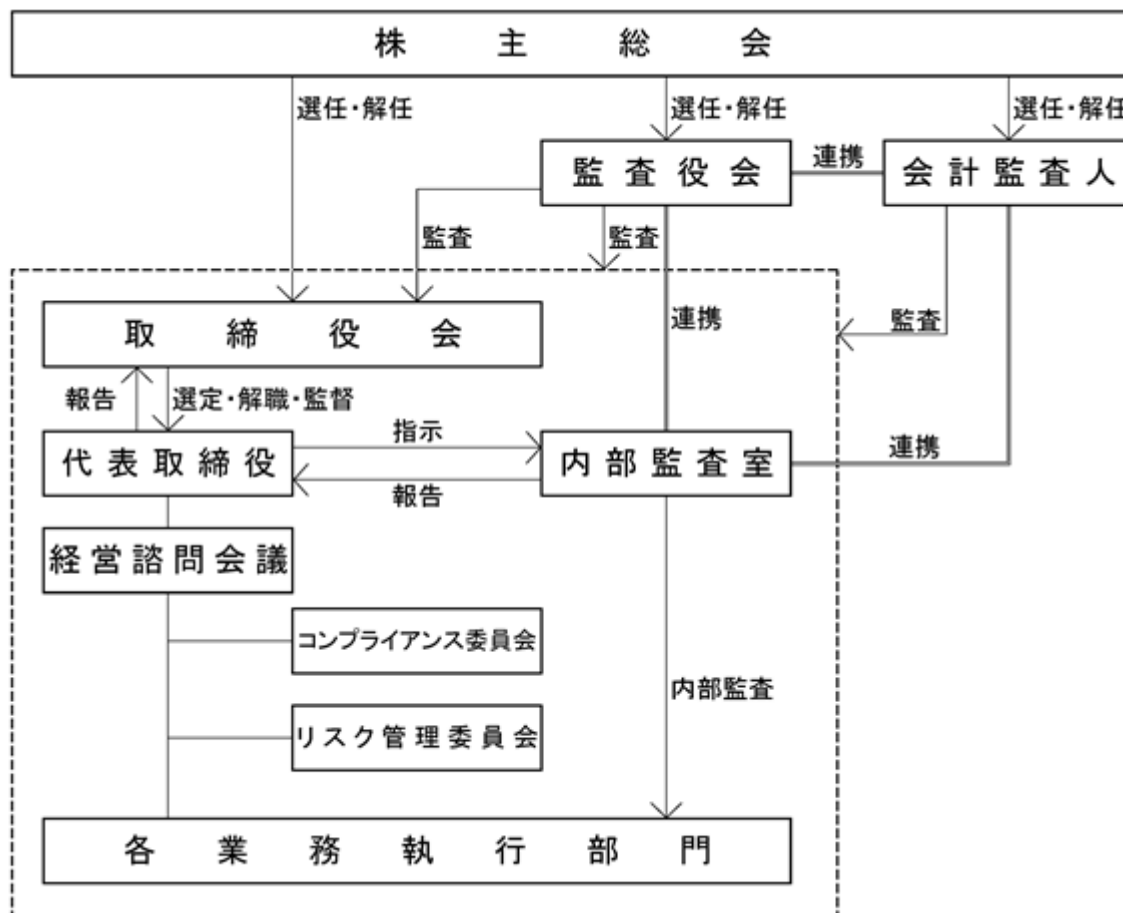 株主総会
選任・解任
選任・解任
選任・解任
監査役会
連携
会計監査人
監査
監査
連携
監査
取締役会
報告
選定・解職・監督
代表取締役
指示
報告
内部監査室
連携
経営諮問会議
コンプライアンス委員会
内部監査
リスク管理委員会
各業務執行部門